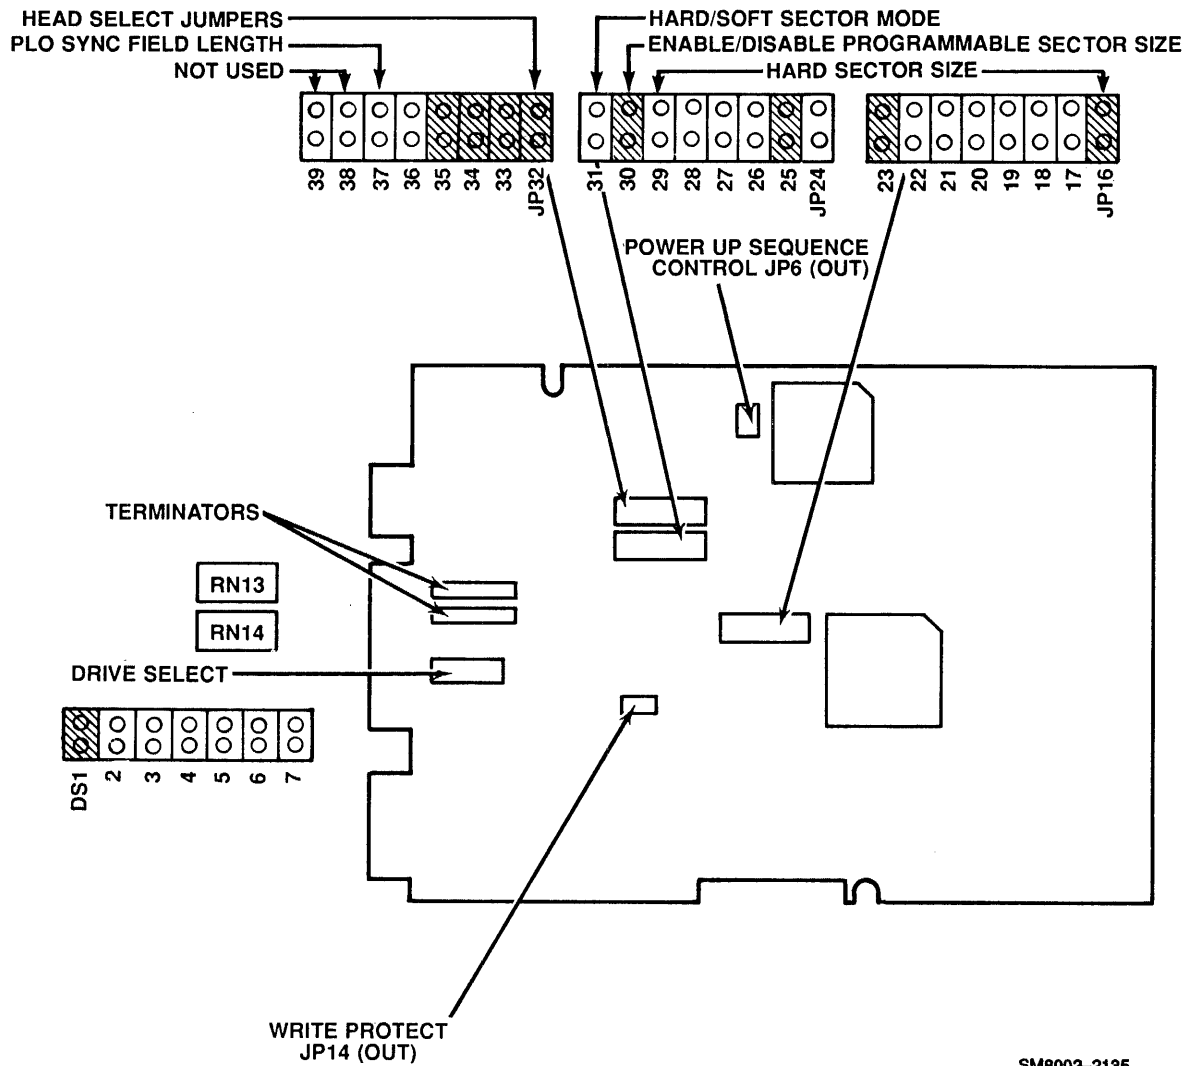 HEAD SELECT JUMPERS
PLO SYNC FIELD LENGTH
NOT USED
HARD/SOFT SECTOR MODE
ENABLE/DISABLE PROGRAMMABLE SECTOR SIZE
HARD SECTOR SIZE
39 38 37 36 35 34 33 JP32
31 30 29 28 27 26 25 JP24
23 22 21 20 19 18 17 JP16
POWER UP SEQUENCE
CONTROL JP6 (OUT)
TERMINATORS
RN13
RN14
DRIVE SELECT
DS1 2 3 4 5 6 7
WRITE PROTECT
JP14 (OUT)